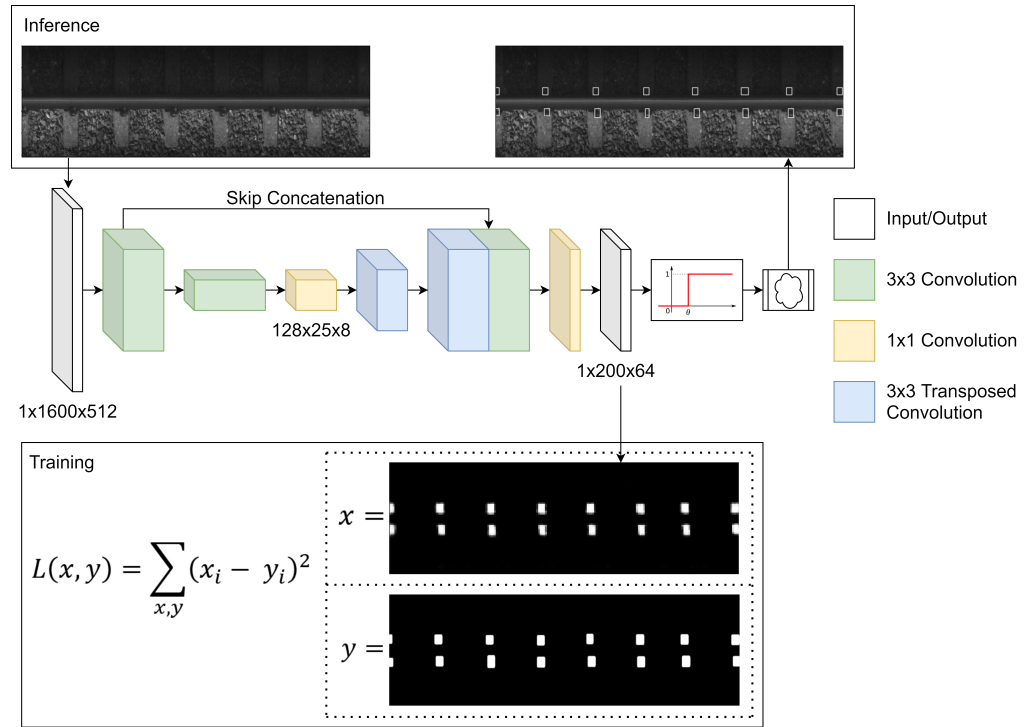 Inference
Skip Concatenation
Input/Output
3x3 Convolution
1x1 Convolution
3x3 Transposed
Convolution
1
0
θ
128x25x8
1x200x64
1x1600x512
Training
L(x, y) = ∑ (xᵢ − yᵢ)²
x,y
x =
y =